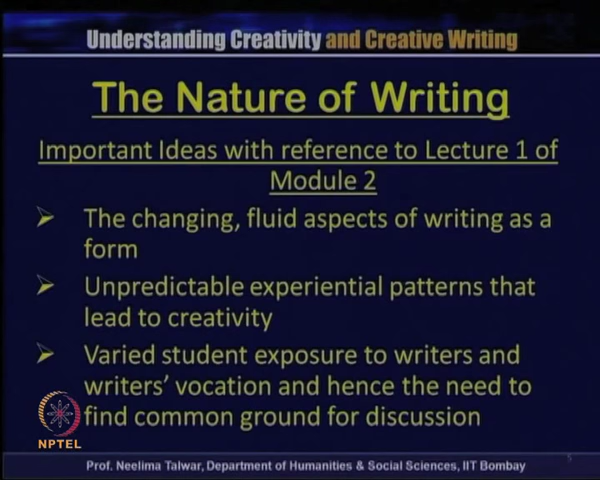 Understanding Creativity and Creative Writing
The Nature of Writing
Important Ideas with reference to Lecture 1 of
Module 2
The changing, fluid aspects of writing as a
form
Unpredictable experiential patterns that
lead to creativity
Varied student exposure to writers and
writers’ vocation and hence the need to
find common ground for discussion
NPTEL
5
Prof. Neelima Talwar, Department of Humanities & Social Sciences, IIT Bombay